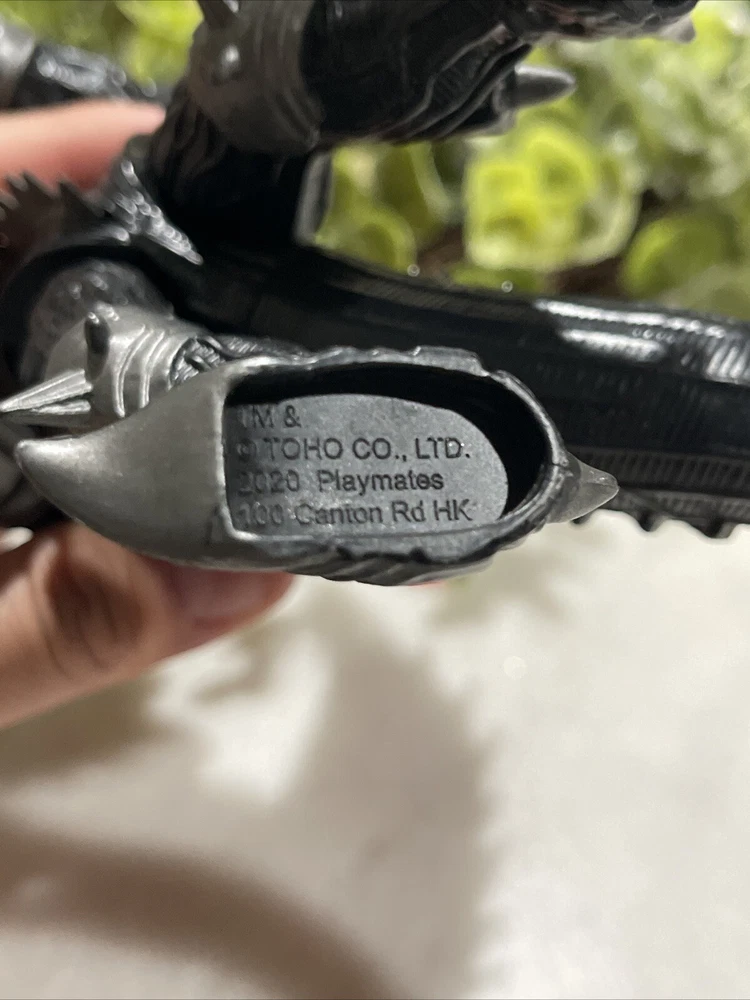 TM &
© TOHO CO., LTD.
2020 Playmates
100 Canton Rd HK